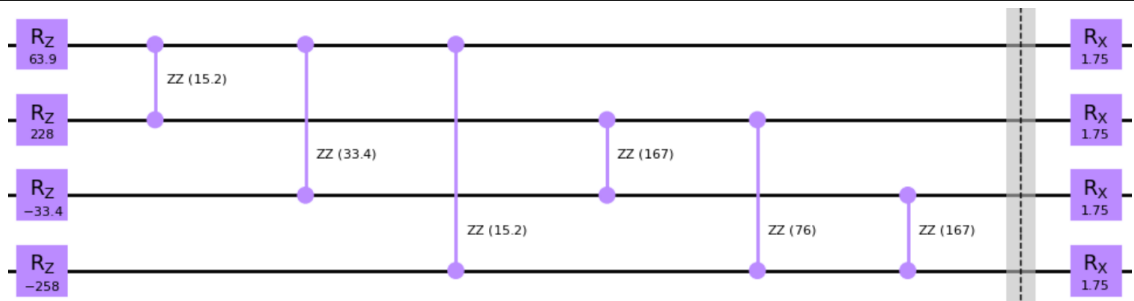 RZ
63.9
RX
1.75
ZZ (15.2)
RZ
228
RX
1.75
ZZ (33.4)
ZZ (167)
RZ
−33.4
RX
1.75
ZZ (15.2)
ZZ (76)
ZZ (167)
RZ
−258
RX
1.75